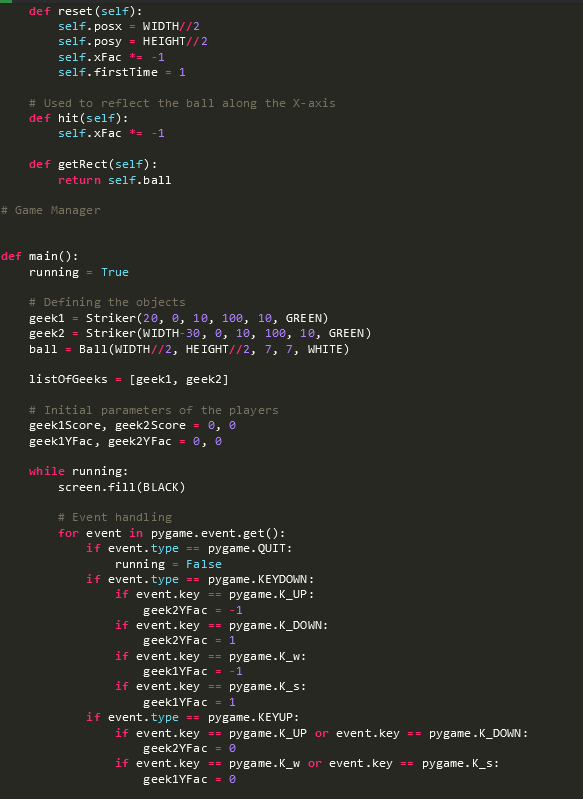 def reset(self):
        self.posx = WIDTH//2
        self.posy = HEIGHT//2
        self.xFac *= -1
        self.firstTime = 1

    # Used to reflect the ball along the X-axis
    def hit(self):
        self.xFac *= -1

    def getRect(self):
        return self.ball

# Game Manager


def main():
    running = True

    # Defining the objects
    geek1 = Striker(20, 0, 10, 100, 10, GREEN)
    geek2 = Striker(WIDTH-30, 0, 10, 100, 10, GREEN)
    ball = Ball(WIDTH//2, HEIGHT//2, 7, 7, WHITE)

    listOfGeeks = [geek1, geek2]

    # Initial parameters of the players
    geek1Score, geek2Score = 0, 0
    geek1YFac, geek2YFac = 0, 0

    while running:
        screen.fill(BLACK)

        # Event handling
        for event in pygame.event.get():
            if event.type == pygame.QUIT:
                running = False
            if event.type == pygame.KEYDOWN:
                if event.key == pygame.K_UP:
                    geek2YFac = -1
                if event.key == pygame.K_DOWN:
                    geek2YFac = 1
                if event.key == pygame.K_w:
                    geek1YFac = -1
                if event.key == pygame.K_s:
                    geek1YFac = 1
            if event.type == pygame.KEYUP:
                if event.key == pygame.K_UP or event.key == pygame.K_DOWN:
                    geek2YFac = 0
                if event.key == pygame.K_w or event.key == pygame.K_s:
                    geek1YFac = 0